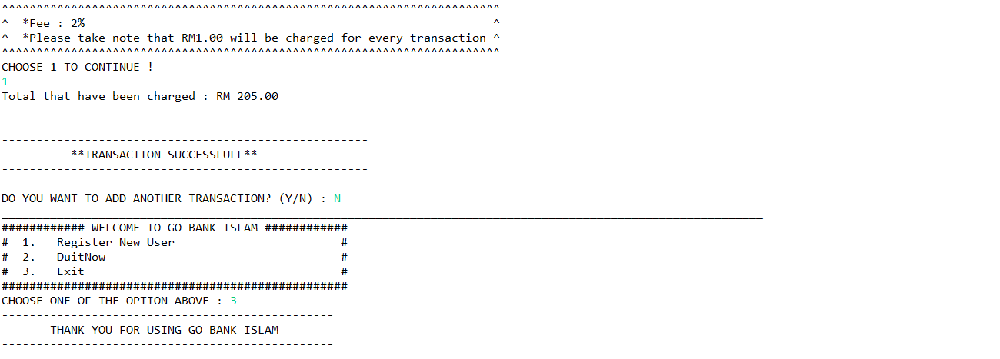 ^^^^^^^^^^^^^^^^^^^^^^^^^^^^^^^^^^^^^^^^^^^^^^^^^^^^^^^^^^^^^^^^^^^^^^^^
^  *Fee : 2%                                                           ^
^  *Please take note that RM1.00 will be charged for every transaction ^
^^^^^^^^^^^^^^^^^^^^^^^^^^^^^^^^^^^^^^^^^^^^^^^^^^^^^^^^^^^^^^^^^^^^^^^^
CHOOSE 1 TO CONTINUE !
1
Total that have been charged : RM 205.00
-----------------------------------------------------
          **TRANSACTION SUCCESSFULL**
-----------------------------------------------------
DO YOU WANT TO ADD ANOTHER TRANSACTION? (Y/N) : N
______________________________________________________________________________________________________________
############ WELCOME TO GO BANK ISLAM ############
#  1.   Register New User                        #
#  2.   DuitNow                                  #
#  3.   Exit                                     #
##################################################
CHOOSE ONE OF THE OPTION ABOVE : 3
------------------------------------------------
       THANK YOU FOR USING GO BANK ISLAM
------------------------------------------------